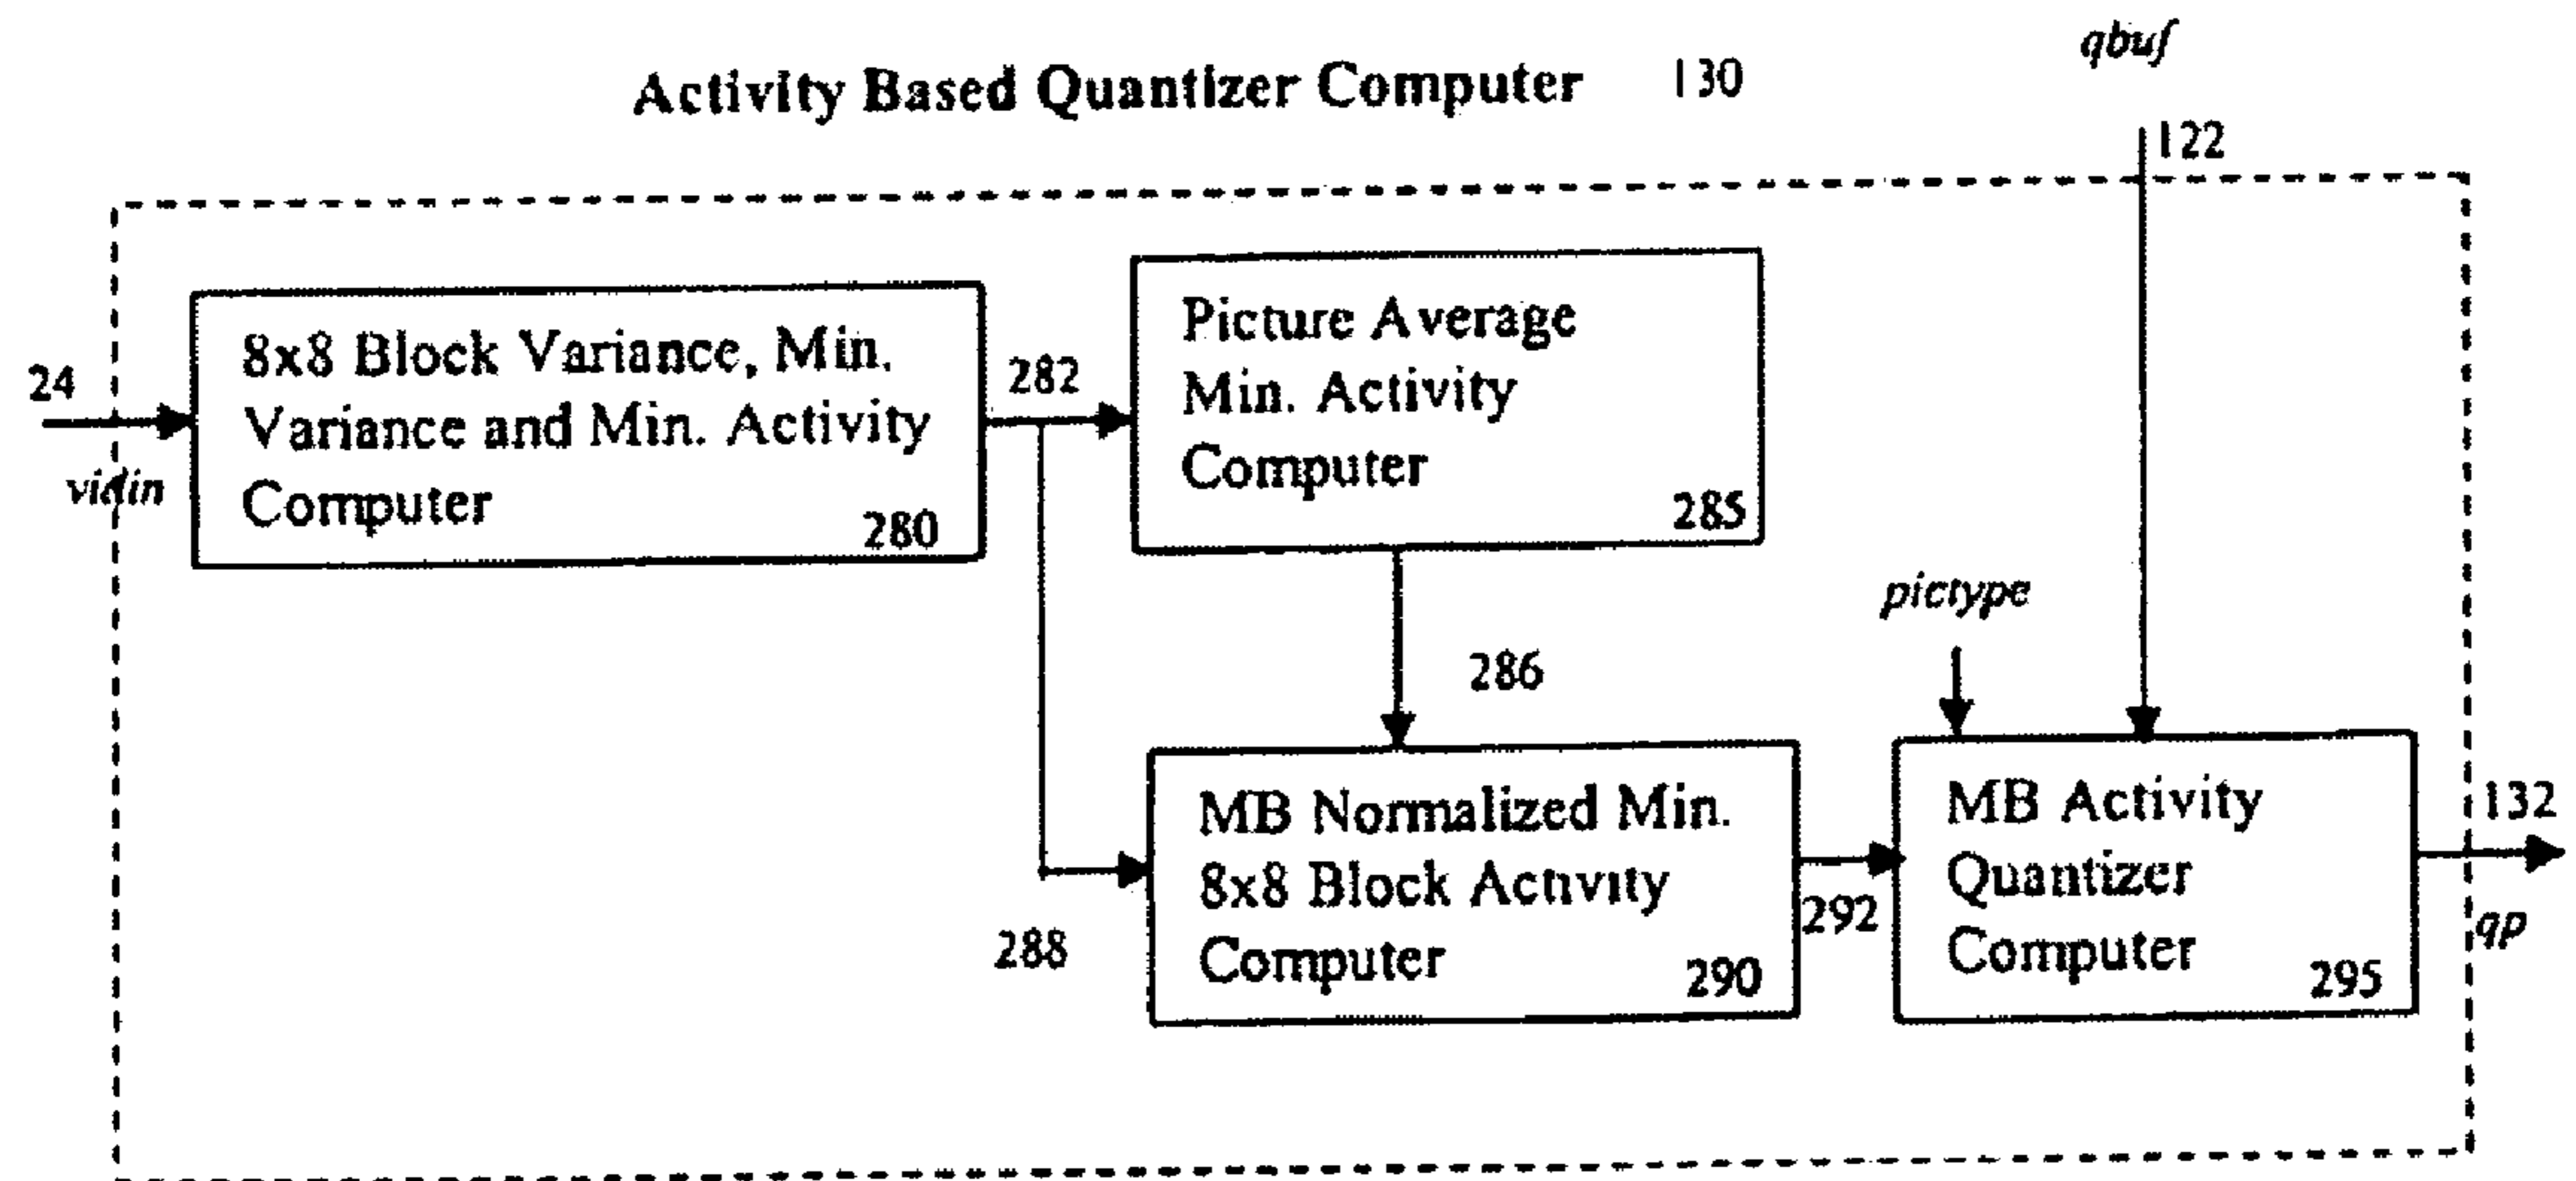 qbuf
Activity Based Quantizer Computer 130
122
8x8 Block Variance, Min.
Variance and Min. Activity
Computer
280
24
vidin
282
Picture Average
Min. Activity
Computer
285
286
288
pictype
MB Normalized Min.
8x8 Block Activity
Computer
290
292
MB Activity
Quantizer
Computer
295
132
qp